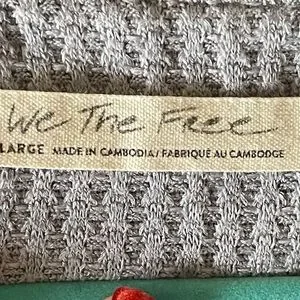 We The Free
LARGE MADE IN CAMBODIA / FABRIQUÉ AU CAMBODGE